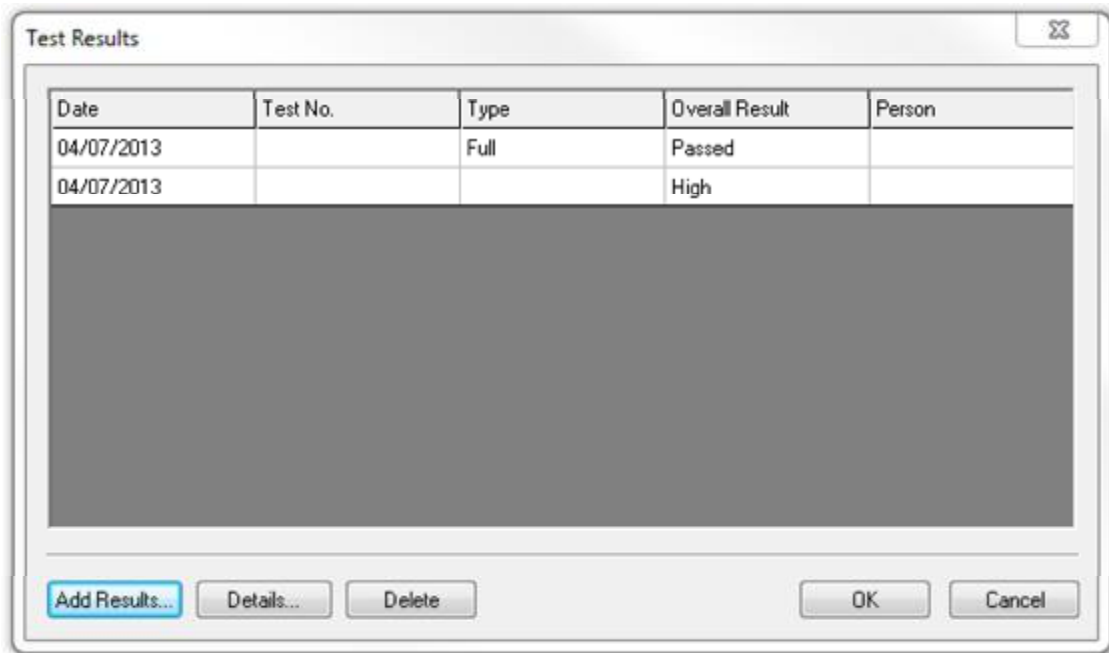 Test Results
Date Test No. Type Overall Result Person
04/07/2013 Full Passed
04/07/2013 High
Add Results... Details... Delete OK Cancel